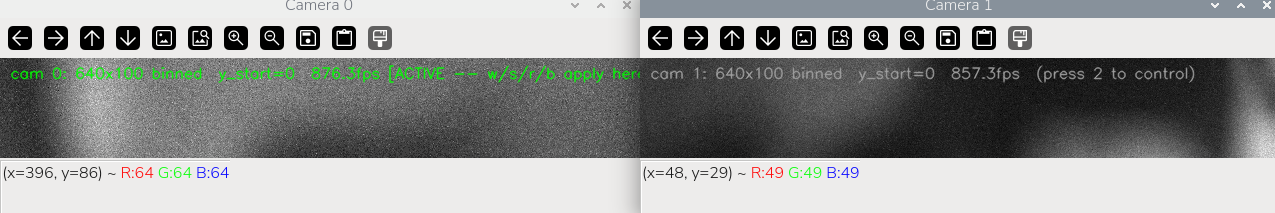 Camera 0
cam 0: 640x100 binned y_start=0 876.3fps [ACTIVE -- w/s/r/b apply here
(x=396, y=86) ~ R:64 G:64 B:64
Camera 1
cam 1: 640x100 binned y_start=0 857.3fps (press 2 to control)
(x=48, y=29) ~ R:49 G:49 B:49